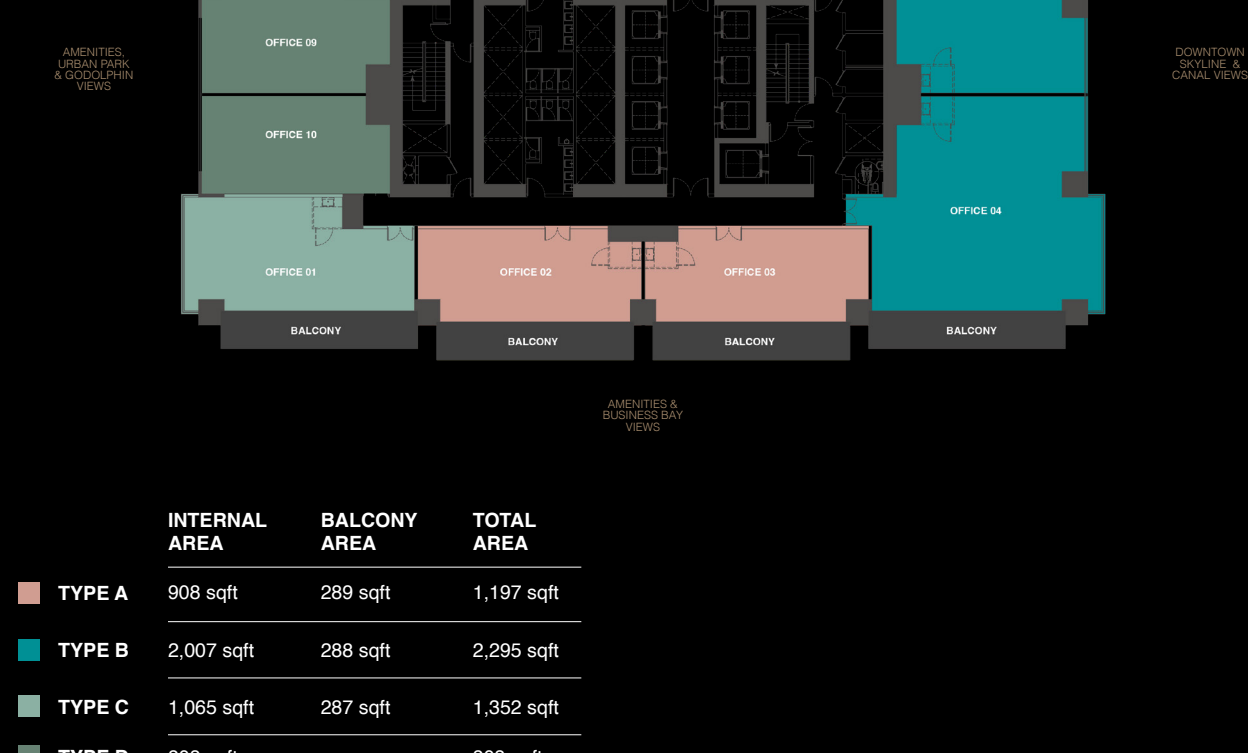 OFFICE 09
AMENITIES,
URBAN PARK
& GODOLPHIN
VIEWS
DOWNTOWN
SKYLINE &
CANAL VIEWS
OFFICE 10
OFFICE 04
OFFICE 01
OFFICE 02
OFFICE 03
BALCONY
BALCONY
BALCONY
BALCONY
AMENITIES &
BUSINESS BAY
VIEWS
INTERNAL AREA
BALCONY AREA
TOTAL AREA
TYPE A 908 sqft 289 sqft 1,197 sqft
TYPE B 2,007 sqft 288 sqft 2,295 sqft
TYPE C 1,065 sqft 287 sqft 1,352 sqft